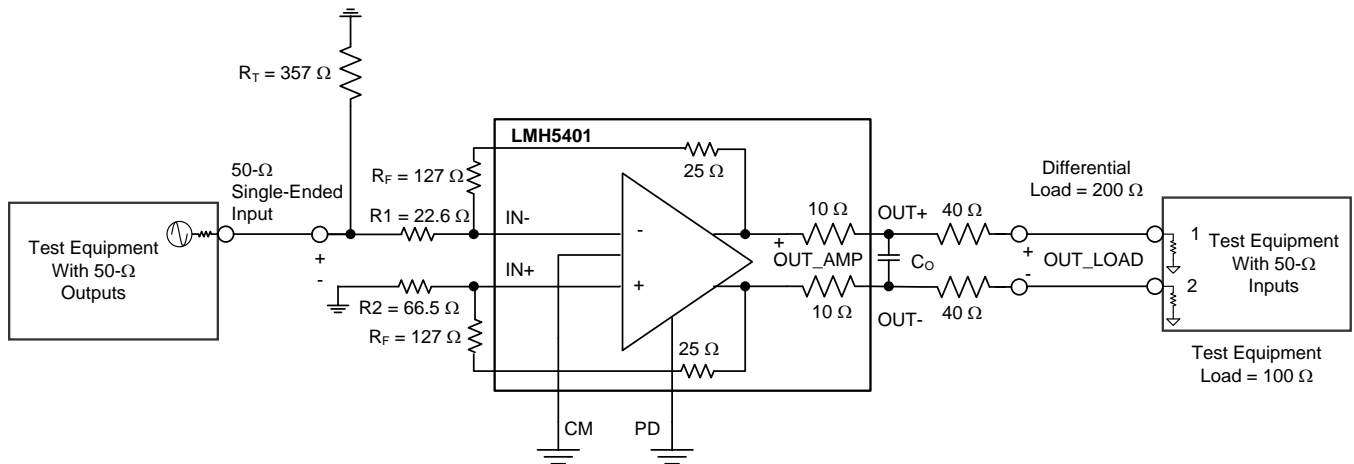 R_T = 357 Ω
LMH5401
50-Ω
Single-Ended
Input
R_F = 127 Ω
25 Ω
R1 = 22.6 Ω
IN-
-
10 Ω
OUT+
40 Ω
Differential
Load = 200 Ω
Test Equipment
With 50-Ω
Outputs
+
-
IN+
+
+
OUT_AMP
-
C_O
+
OUT_LOAD
-
1
2
Test Equipment
With 50-Ω
Inputs
R2 = 66.5 Ω
R_F = 127 Ω
25 Ω
10 Ω
OUT-
40 Ω
Test Equipment
Load = 100 Ω
CM
PD